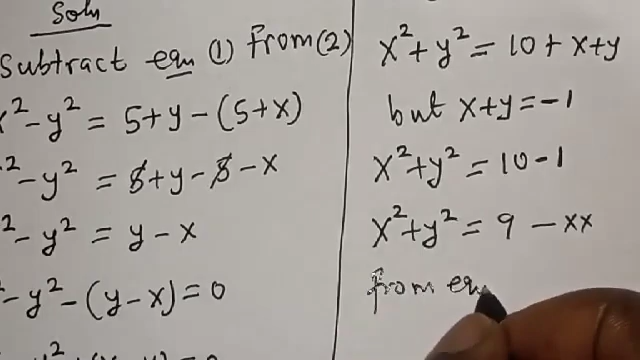 Soln
Subtract eqn (1) from (2)
x² - y² = 5+y-(5+x)
² - y² = 5+y-5-x
² - y² = y - x
- y² - (y-x) = 0
x² + y² = 10 + x+y
but x+y = -1
x² + y² = 10 - 1
x² + y² = 9 - xx
from eqn